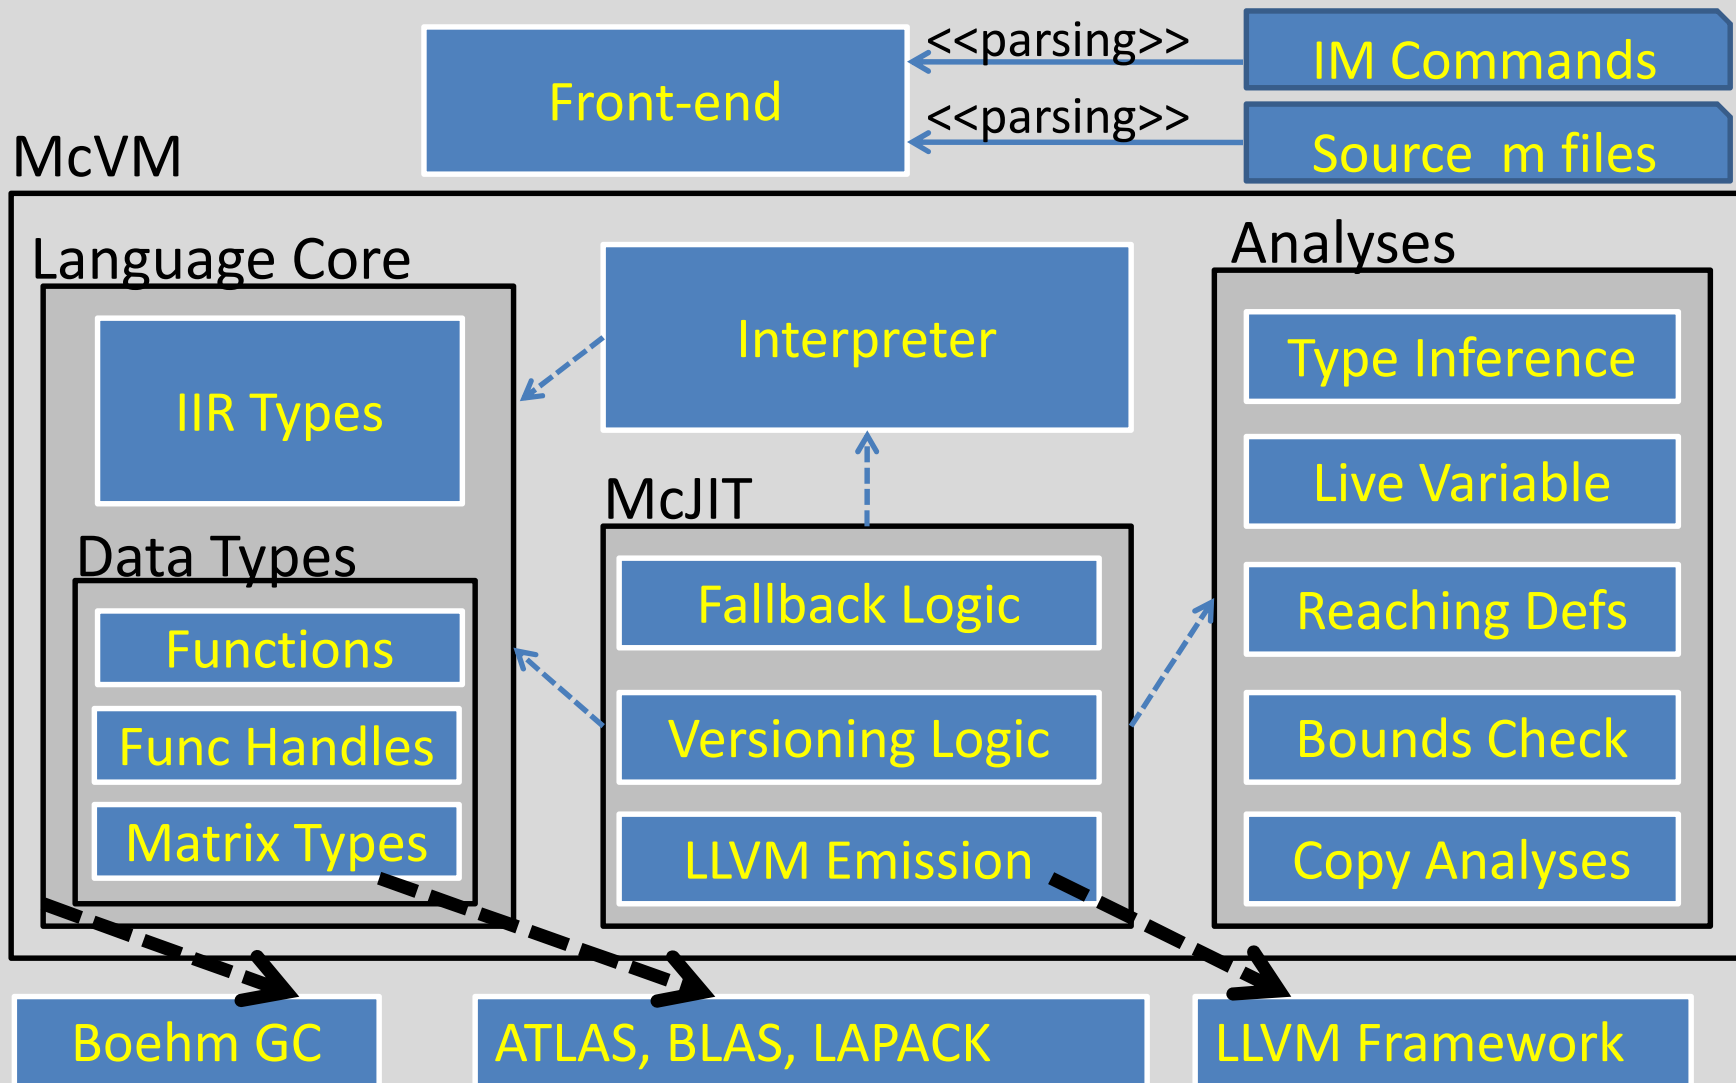 <<parsing>>
IM Commands
Front-end
<<parsing>>
Source m files
McVM
Language Core
IIR Types
Data Types
Functions
Func Handles
Matrix Types
Interpreter
McJIT
Fallback Logic
Versioning Logic
LLVM Emission
Analyses
Type Inference
Live Variable
Reaching Defs
Bounds Check
Copy Analyses
Boehm GC
ATLAS, BLAS, LAPACK
LLVM Framework